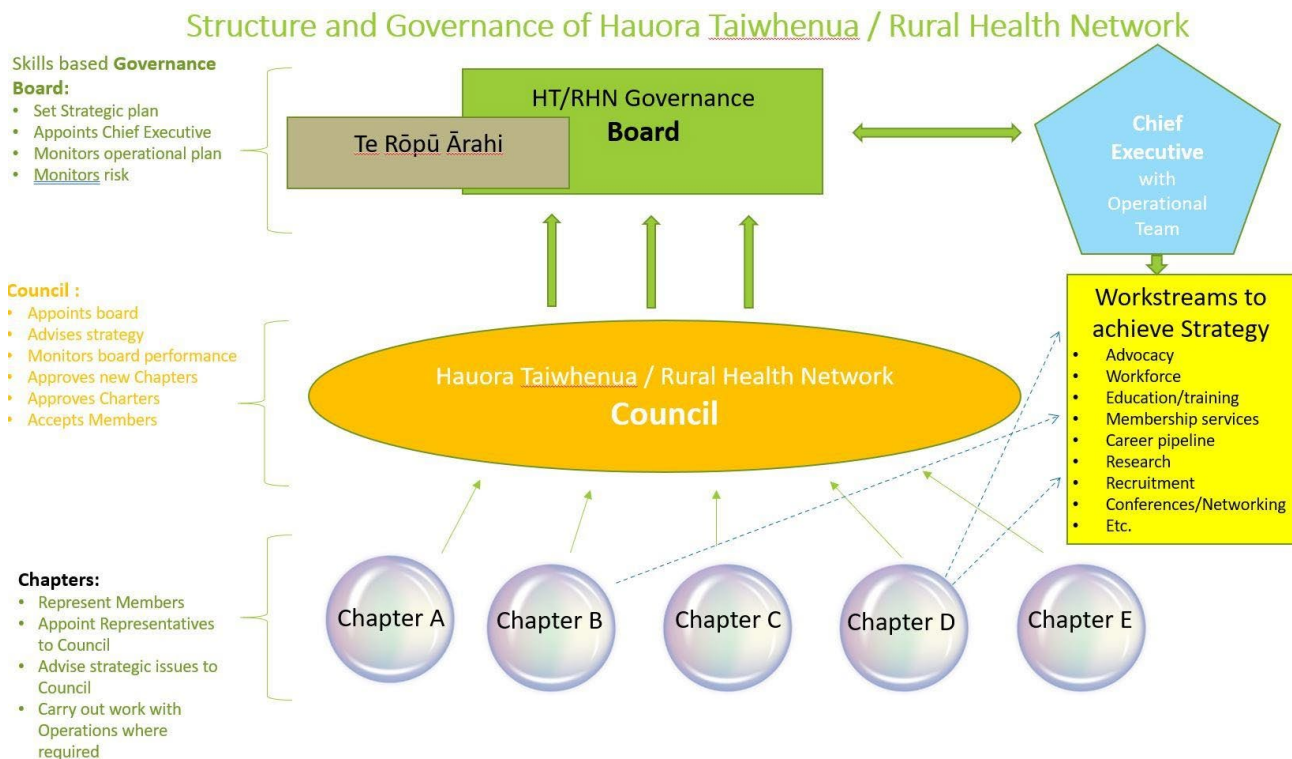 Structure and Governance of Hauora Taiwhenua / Rural Health Network
Skills based Governance
Board:
• Set Strategic plan
• Appoints Chief Executive
• Monitors operational plan
• Monitors risk
HT/RHN Governance
Board
Te Rōpū Ārahi
Chief
Executive
with
Operational
Team
Council :
• Appoints board
• Advises strategy
• Monitors board performance
• Approves new Chapters
• Approves Charters
• Accepts Members
Hauora Taiwhenua / Rural Health Network
Council
Workstreams to
achieve Strategy
• Advocacy
• Workforce
• Education/training
• Membership services
• Career pipeline
• Research
• Recruitment
• Conferences/Networking
• Etc.
Chapters:
• Represent Members
• Appoint Representatives
to Council
• Advise strategic issues to
Council
• Carry out work with
Operations where
required
Chapter A
Chapter B
Chapter C
Chapter D
Chapter E